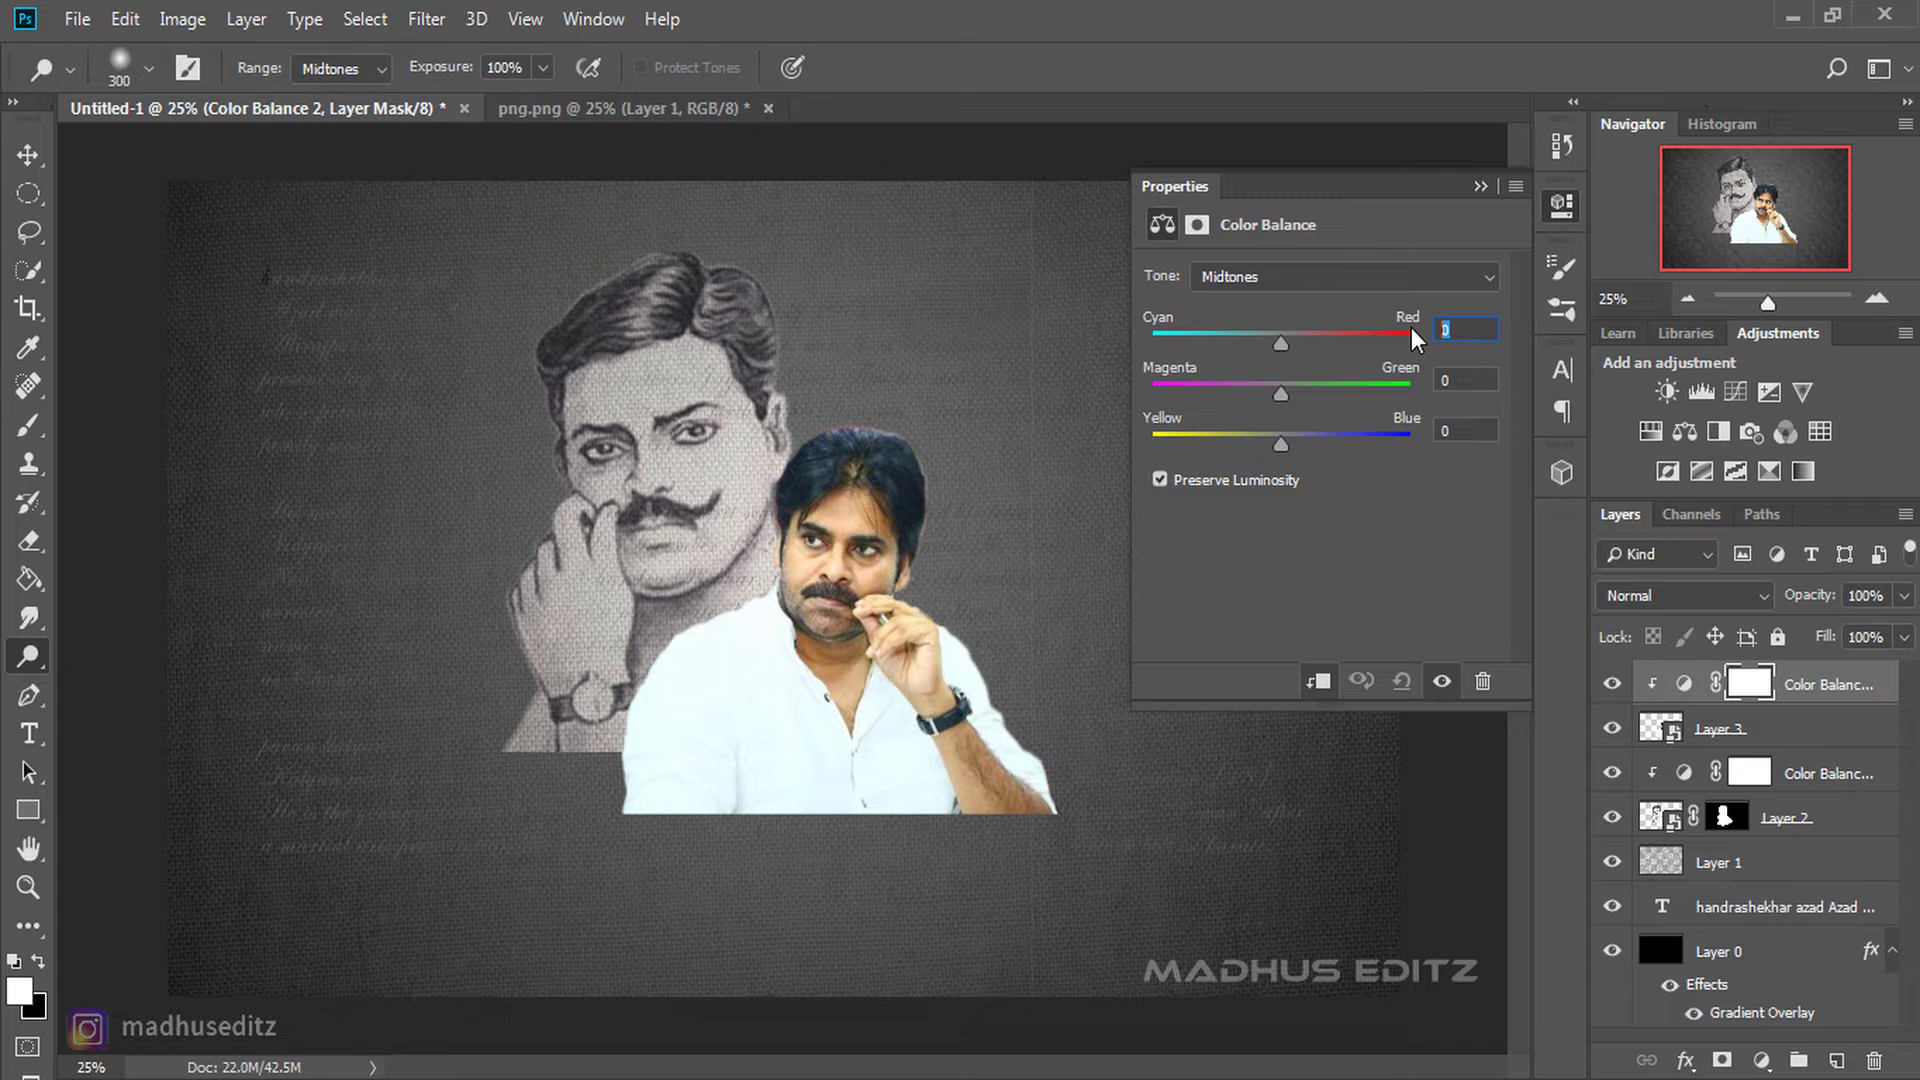 Ps File Edit Image Layer Type Select Filter 3D View Window Help
300 Range: Midtones Exposure: 100% Protect Tones
Untitled-1 @ 25% (Color Balance 2, Layer Mask/8) * png.png @ 25% (Layer 1, RGB/8) *
Navigator Histogram
25%
Properties
Color Balance
Tone: Midtones
Cyan Red 0
Magenta Green 0
Yellow Blue 0
Preserve Luminosity
Learn Libraries Adjustments
Add an adjustment
Layers Channels Paths
Kind
Normal Opacity: 100%
Lock: Fill: 100%
Color Balanc...
Layer 3
Color Balanc...
Layer 2
Layer 1
handrashekhar azad Azad ...
Layer 0 fx
Effects
Gradient Overlay
MADHUS EDITZ
madhuseditz
25% Doc: 22.0M/42.5M